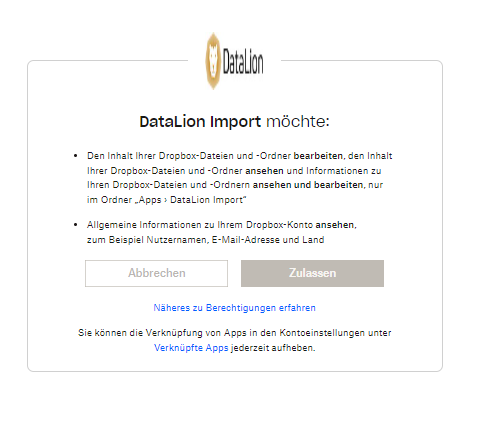 DataLion
DataLion Import möchte:
• Den Inhalt Ihrer Dropbox-Dateien und -Ordner bearbeiten, den Inhalt
Ihrer Dropbox-Dateien und -Ordner ansehen und Informationen zu
Ihren Dropbox-Dateien und -Ordnern ansehen und bearbeiten, nur
im Ordner „Apps › DataLion Import“
• Allgemeine Informationen zu Ihrem Dropbox-Konto ansehen,
zum Beispiel Nutzernamen, E-Mail-Adresse und Land
Abbrechen
Zulassen
Näheres zu Berechtigungen erfahren
Sie können die Verknüpfung von Apps in den Kontoeinstellungen unter
Verknüpfte Apps jederzeit aufheben.